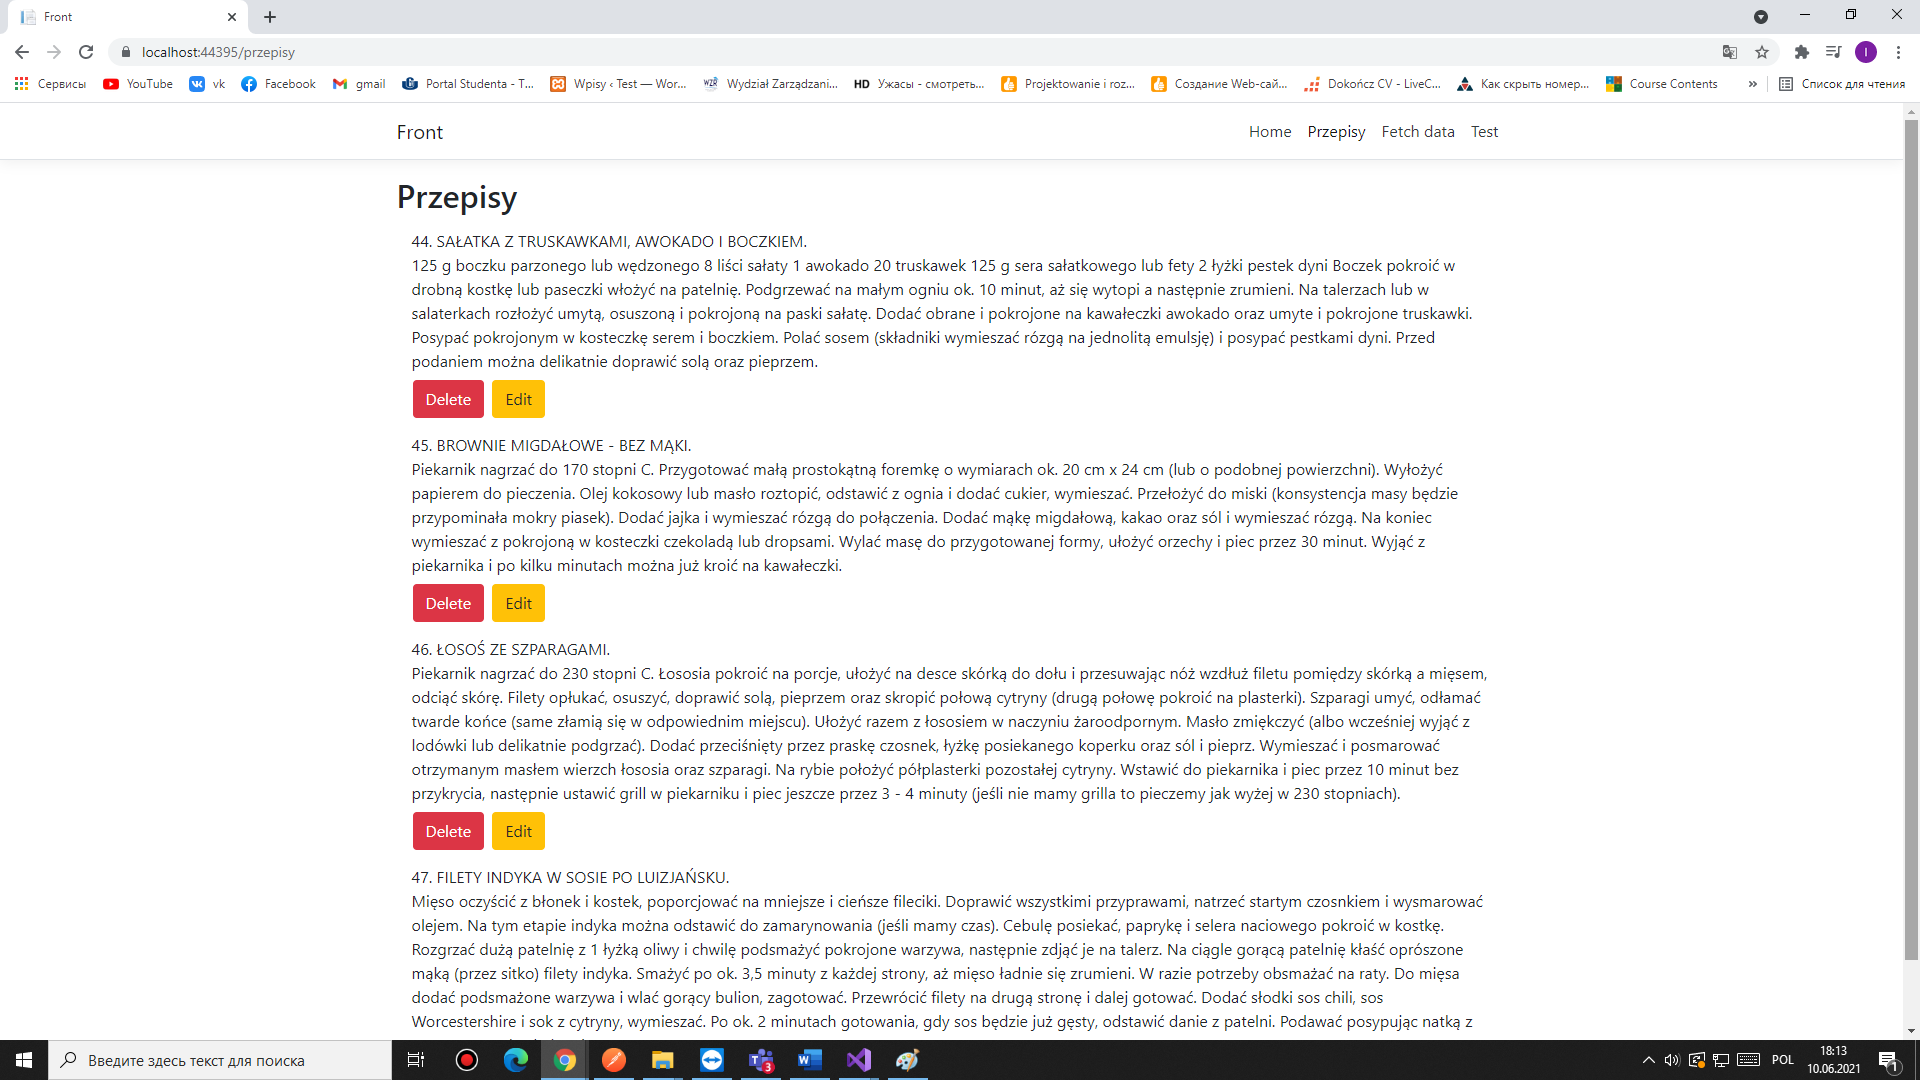 Front
localhost:44395/przepisy
I
Сервисы
YouTube
vk
Facebook
gmail
Portal Studenta - T...
Wpisy ‹ Test — Wor...
WZR Wydział Zarządzani...
HD Ужасы - смотреть...
Projektowanie i roz...
Создание Web-сай...
Dokończ CV - LiveC...
Как скрыть номер...
Course Contents
»
Список для чтения
Front
Home
Przepisy
Fetch data
Test
Przepisy
44. SAŁATKA Z TRUSKAWKAMI, AWOKADO I BOCZKIEM.
125 g boczku parzonego lub wędzonego 8 liści sałaty 1 awokado 20 truskawek 125 g sera sałatkowego lub fety 2 łyżki pestek dyni Boczek pokroić w
drobną kostkę lub paseczki włożyć na patelnię. Podgrzewać na małym ogniu ok. 10 minut, aż się wytopi a następnie zrumieni. Na talerzach lub w
salaterkach rozłożyć umytą, osuszoną i pokrojoną na paski sałatę. Dodać obrane i pokrojone na kawałeczki awokado oraz umyte i pokrojone truskawki.
Posypać pokrojonym w kosteczkę serem i boczkiem. Polać sosem (składniki wymieszać rózgą na jednolitą emulsję) i posypać pestkami dyni. Przed
podaniem można delikatnie doprawić solą oraz pieprzem.
Delete
Edit
45. BROWNIE MIGDAŁOWE - BEZ MĄKI.
Piekarnik nagrzać do 170 stopni C. Przygotować małą prostokątną foremkę o wymiarach ok. 20 cm x 24 cm (lub o podobnej powierzchni). Wyłożyć
papierem do pieczenia. Olej kokosowy lub masło roztopić, odstawić z ognia i dodać cukier, wymieszać. Przełożyć do miski (konsystencja masy będzie
przypominała mokry piasek). Dodać jajka i wymieszać rózgą do połączenia. Dodać mąkę migdałową, kakao oraz sól i wymieszać rózgą. Na koniec
wymieszać z pokrojoną w kosteczki czekoladą lub dropsami. Wylać masę do przygotowanej formy, ułożyć orzechy i piec przez 30 minut. Wyjąć z
piekarnika i po kilku minutach można już kroić na kawałeczki.
Delete
Edit
46. ŁOSOŚ ZE SZPARAGAMI.
Piekarnik nagrzać do 230 stopni C. Łososia pokroić na porcje, ułożyć na desce skórką do dołu i przesuwając nóż wzdłuż filetu pomiędzy skórką a mięsem,
odciąć skórę. Filety opłukać, osuszyć, doprawić solą, pieprzem oraz skropić połową cytryny (drugą połowę pokroić na plasterki). Szparagi umyć, odłamać
twarde końce (same złamią się w odpowiednim miejscu). Ułożyć razem z łososiem w naczyniu żaroodpornym. Masło zmiękczyć (albo wcześniej wyjąć z
lodówki lub delikatnie podgrzać). Dodać przeciśnięty przez praskę czosnek, łyżkę posiekanego koperku oraz sól i pieprz. Wymieszać i posmarować
otrzymanym masłem wierzch łososia oraz szparagi. Na rybie położyć półplasterki pozostałej cytryny. Wstawić do piekarnika i piec przez 10 minut bez
przykrycia, następnie ustawić grill w piekarniku i piec jeszcze przez 3 - 4 minuty (jeśli nie mamy grilla to pieczemy jak wyżej w 230 stopniach).
Delete
Edit
47. FILETY INDYKA W SOSIE PO LUIZJAŃSKU.
Mięso oczyścić z błonek i kostek, poporcjować na mniejsze i cieńsze fileciki. Doprawić wszystkimi przyprawami, natrzeć startym czosnkiem i wysmarować
olejem. Na tym etapie indyka można odstawić do zamarynowania (jeśli mamy czas). Cebulę posiekać, paprykę i selera naciowego pokroić w kostkę.
Rozgrzać dużą patelnię z 1 łyżką oliwy i chwilę podsmażyć pokrojone warzywa, następnie zdjąć je na talerz. Na ciągle gorącą patelnię kłaść oprószone
mąką (przez sitko) filety indyka. Smażyć po ok. 3,5 minuty z każdej strony, aż mięso ładnie się zrumieni. W razie potrzeby obsmażać na raty. Do mięsa
dodać podsmażone warzywa i wlać gorący bulion, zagotować. Przewrócić filety na drugą stronę i dalej gotować. Dodać słodki sos chili, sos
Worcestershire i sok z cytryny, wymieszać. Po ok. 2 minutach gotowania, gdy sos będzie już gęsty, odstawić danie z patelni. Podawać posypując natką z
Введите здесь текст для поиска
3
POL
18:13
10.06.2021
1